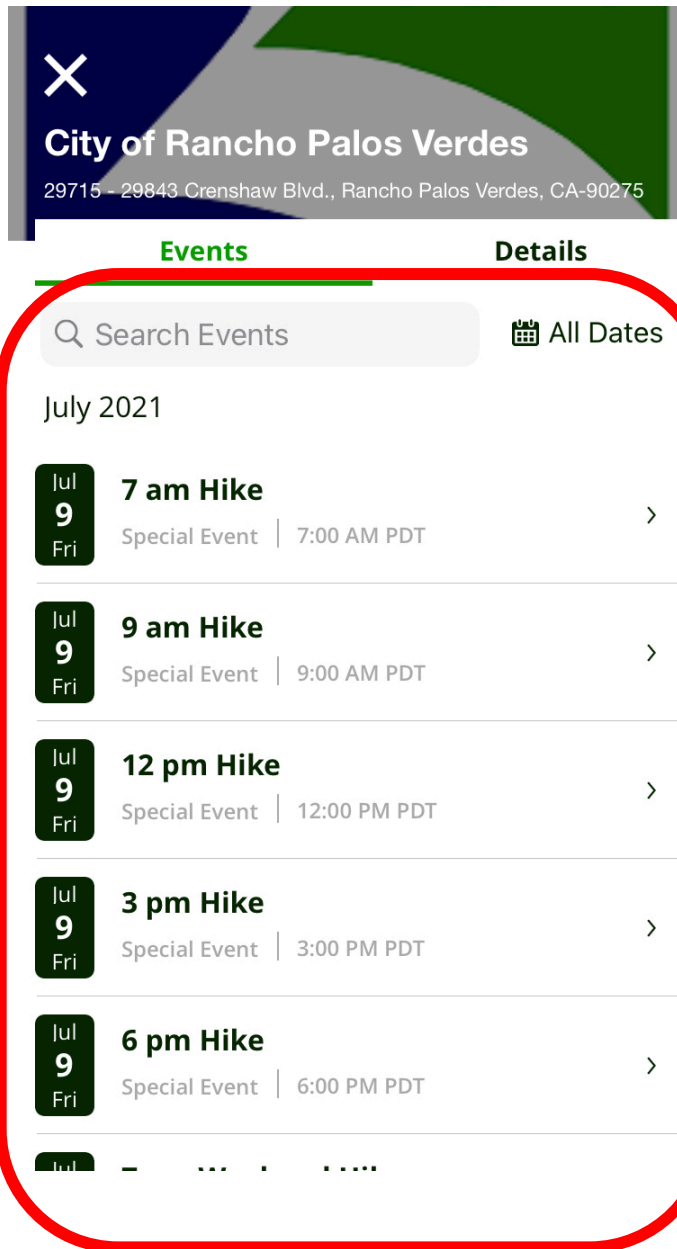 City of Rancho Palos Verdes
29715 - 29843 Crenshaw Blvd., Rancho Palos Verdes, CA-90275
Events Details
Search Events All Dates
July 2021
Jul
9
Fri
7 am Hike
Special Event | 7:00 AM PDT
Jul
9
Fri
9 am Hike
Special Event | 9:00 AM PDT
Jul
9
Fri
12 pm Hike
Special Event | 12:00 PM PDT
Jul
9
Fri
3 pm Hike
Special Event | 3:00 PM PDT
Jul
9
Fri
6 pm Hike
Special Event | 6:00 PM PDT
Jul